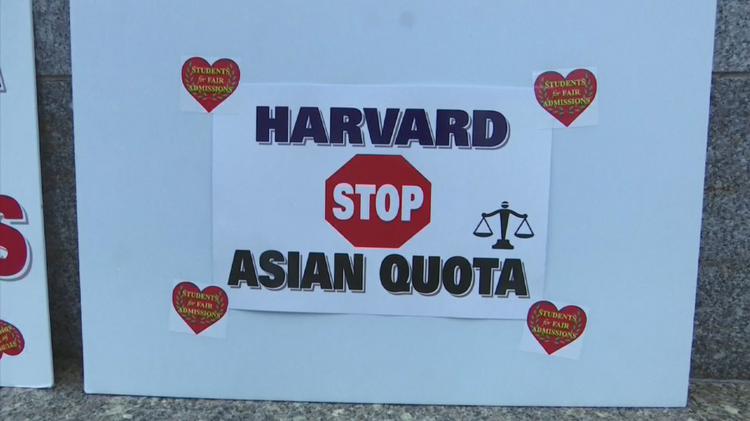 STUDENTS
for FAIR
ADMISSIONS
STUDENTS
for FAIR
ADMISSIONS
HARVARD
STOP
ASIAN QUOTA
STUDENTS
for FAIR
ADMISSIONS
STUDENTS
for FAIR
ADMISSIONS
S